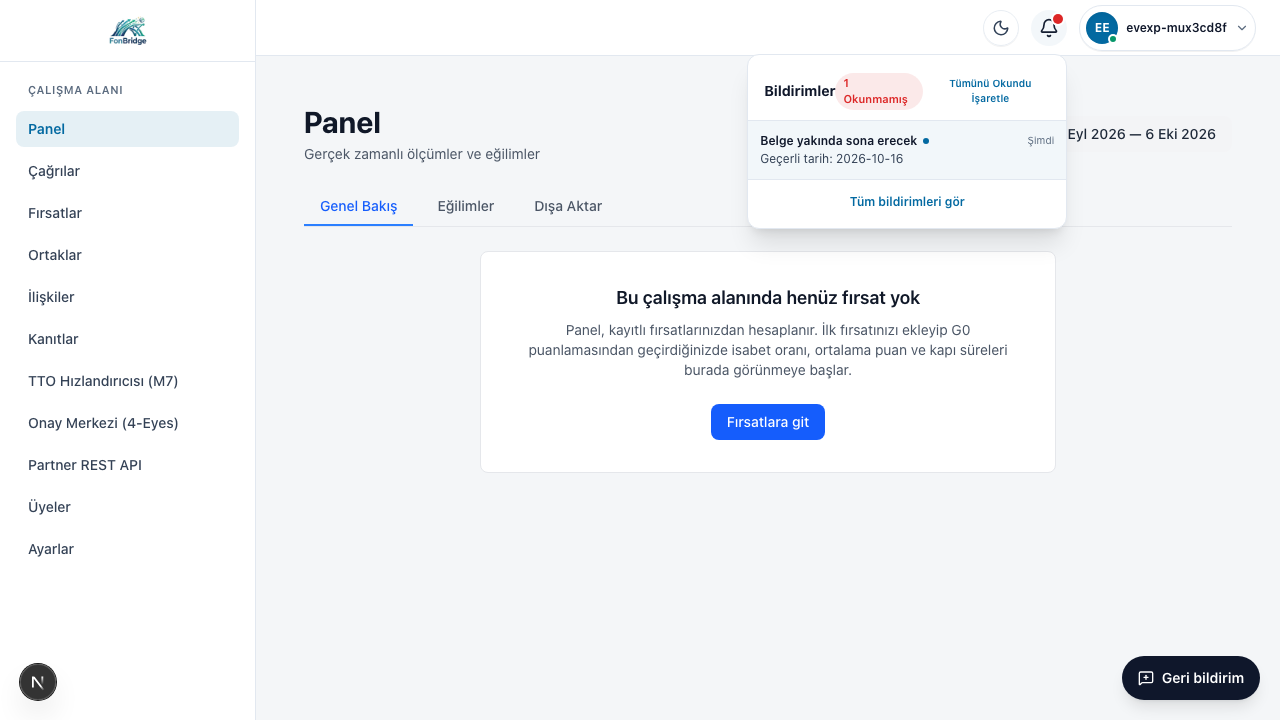 FonBridge
EE
evexp-mux3cd8f
ÇALIŞMA ALANI
Panel
Çağrılar
Fırsatlar
Ortaklar
İlişkiler
Kanıtlar
TTO Hızlandırıcısı (M7)
Onay Merkezi (4-Eyes)
Partner REST API
Üyeler
Ayarlar
Panel
Gerçek zamanlı ölçümler ve eğilimler
Eyl 2026 — 6 Eki 2026
Genel Bakış
Eğilimler
Dışa Aktar
Bildirimler
1
Okunmamış
Tümünü Okundu
İşaretle
Belge yakında sona erecek
Şimdi
Geçerli tarih: 2026-10-16
Tüm bildirimleri gör
Bu çalışma alanında henüz fırsat yok
Panel, kayıtlı fırsatlarınızdan hesaplanır. İlk fırsatınızı ekleyip G0
puanlamasından geçirdiğinizde isabet oranı, ortalama puan ve kapı süreleri
burada görünmeye başlar.
Fırsatlara git
N
Geri bildirim